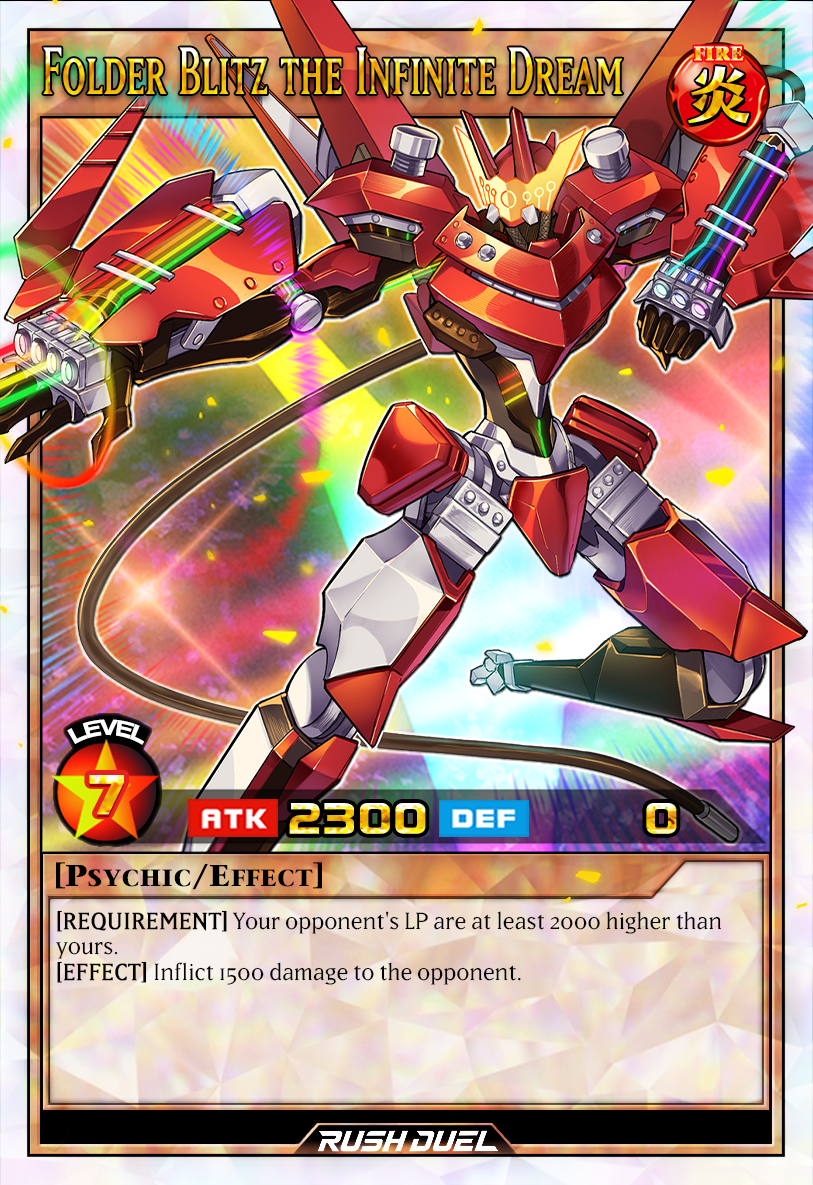 Folder Blitz the Infinite Dream
FIRE
炎
LEVEL
7
ATK 2300 DEF 0
[Psychic/Effect]
[REQUIREMENT] Your opponent's LP are at least 2000 higher than
yours.
[EFFECT] Inflict 1500 damage to the opponent.
RUSH DUEL